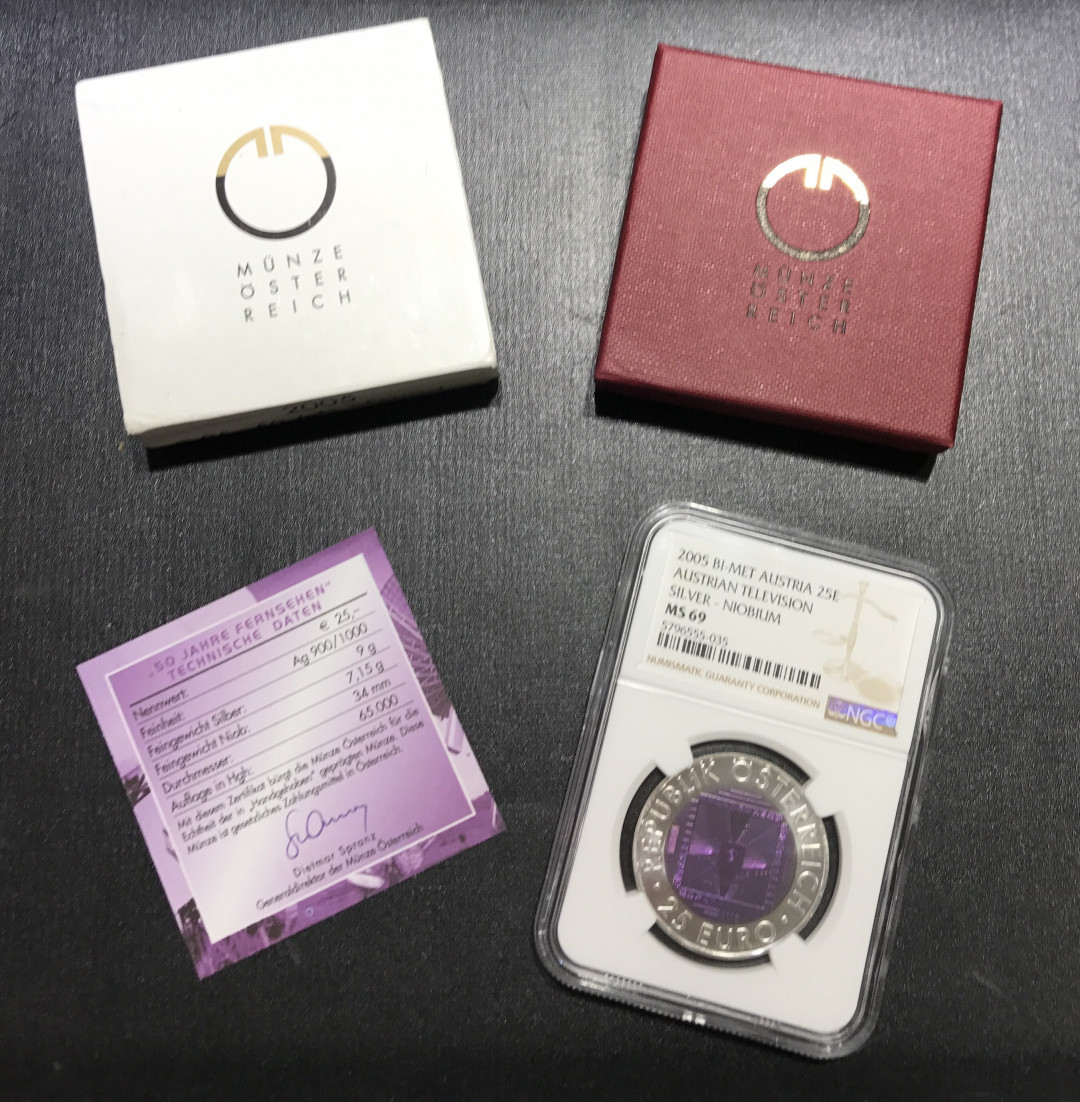 MÜNZE
ÖSTER
REICH
2005
MÜNZE
ÖSTER
REICH
„50 JAHRE FERNSEHEN“
TECHNISCHE DATEN
Nennwert: € 25,–
Feinheit: Ag 900/1000
Feingewicht Silber: 9 g
Feingewicht Niob: 7,15 g
Durchmesser: 34 mm
Auflage in Hgh: 65.000
Mit diesem Zertifikat bürgt die Münze Österreich für die
Echtheit der in „Handgehoben“ geprägten Münze. Diese
Münze ist gesetzliches Zahlungsmittel in Österreich.
Dietmar Spranz
Generaldirektor der Münze Österreich
2005 BI-MET AUSTRIA 25E
AUSTRIAN TELEVISION
SILVER - NIOBIUM
MS 69
5796555-035
NUMISMATIC GUARANTY CORPORATION
NGC
· REPUBLIK ÖSTERREICH ·
25 EURO